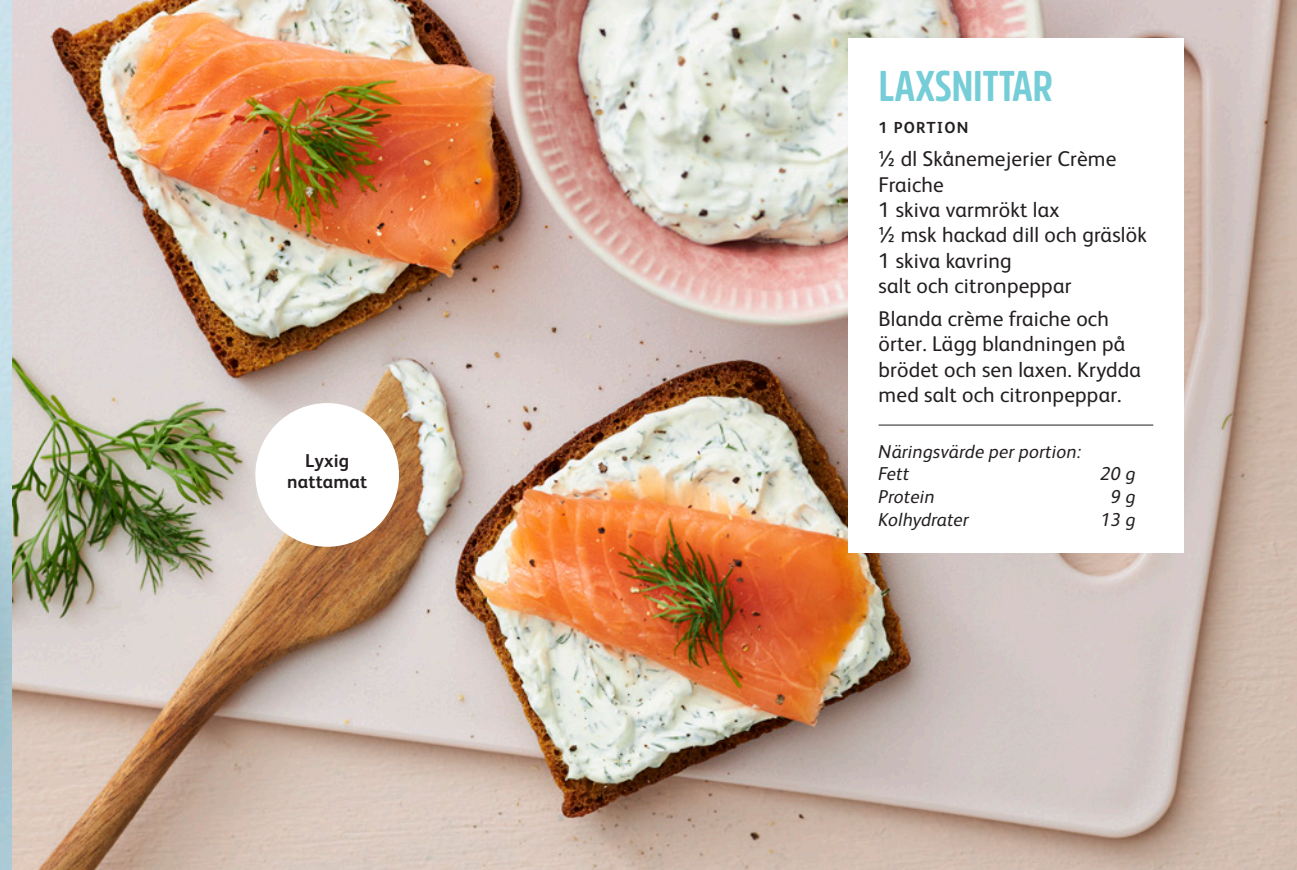 LAXSNITTAR
1 PORTION
½ dl Skånemejerier Crème
Fraiche
1 skiva varmrökt lax
½ msk hackad dill och gräslök
1 skiva kavring
salt och citronpeppar
Blanda crème fraiche och
örter. Lägg blandningen på
brödet och sen laxen. Krydda
med salt och citronpeppar.
Näringsvärde per portion:
Fett 20 g
Protein 9 g
Kolhydrater 13 g
Lyxig
nattamat